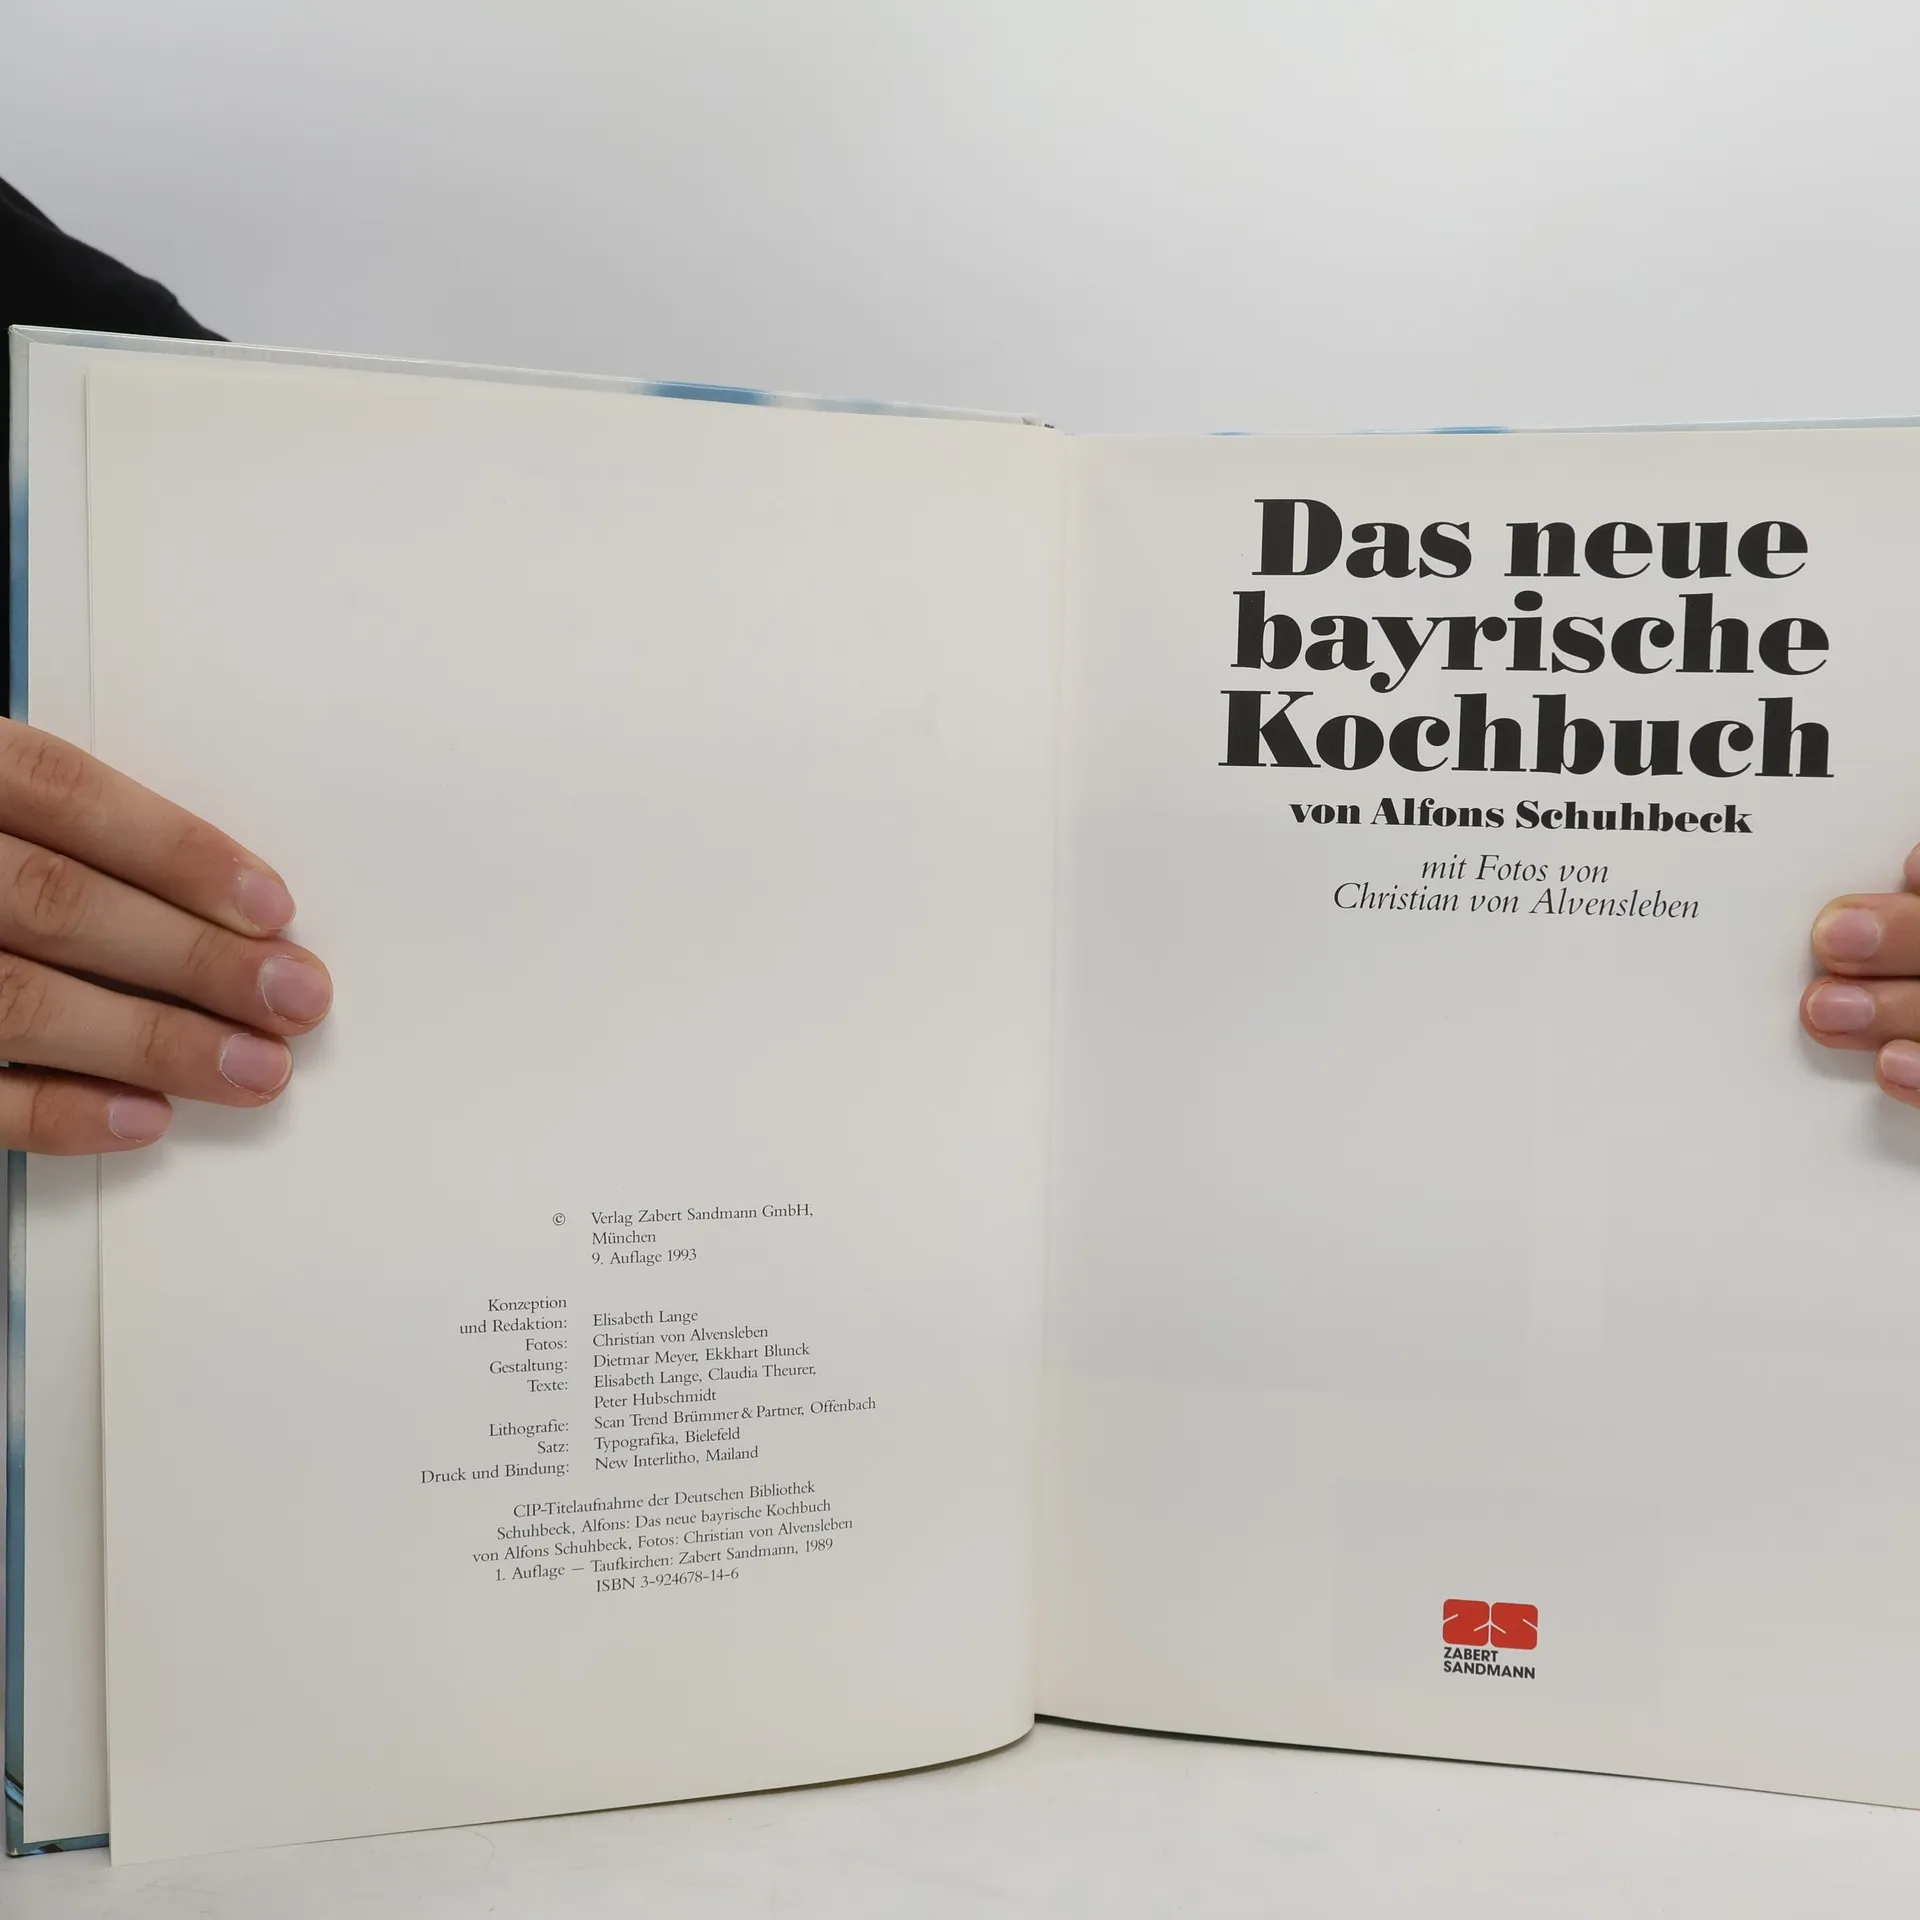 ©
Verlag Zabert Sandmann GmbH,
München
9. Auflage 1993
Konzeption
und Redaktion: Elisabeth Lange
Fotos: Christian von Alvensleben
Gestaltung: Dietmar Meyer, Ekkhart Blunck
Texte: Elisabeth Lange, Claudia Theurer,
Peter Hubschmidt
Lithografie: Scan Trend Brümmer & Partner, Offenbach
Satz: Typografika, Bielefeld
Druck und Bindung: New Interlitho, Mailand
CIP-Titelaufnahme der Deutschen Bibliothek
Schuhbeck, Alfons: Das neue bayrische Kochbuch
von Alfons Schuhbeck, Fotos: Christian von Alvensleben
1. Auflage — Taufkirchen: Zabert Sandmann, 1989
ISBN 3-924678-14-6
Das neue
bayrische
Kochbuch
von Alfons Schuhbeck
mit Fotos von
Christian von Alvensleben
ZS
ZABERT
SANDMANN